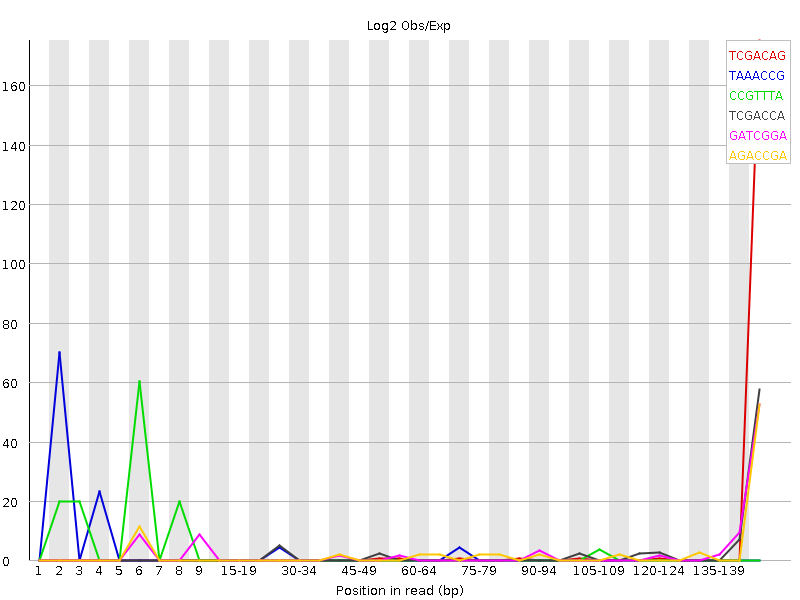 Log2 Obs/Exp
TCGACAG
TAAACCG
CCGTTTA
TCGACCA
GATCGGA
AGACCGA
160
140
120
100
80
60
40
20
0
1 2 3 4 5 6 7 8 9 15-19 30-34 45-49 60-64 75-79 90-94 105-109 120-124 135-139
Position in read (bp)